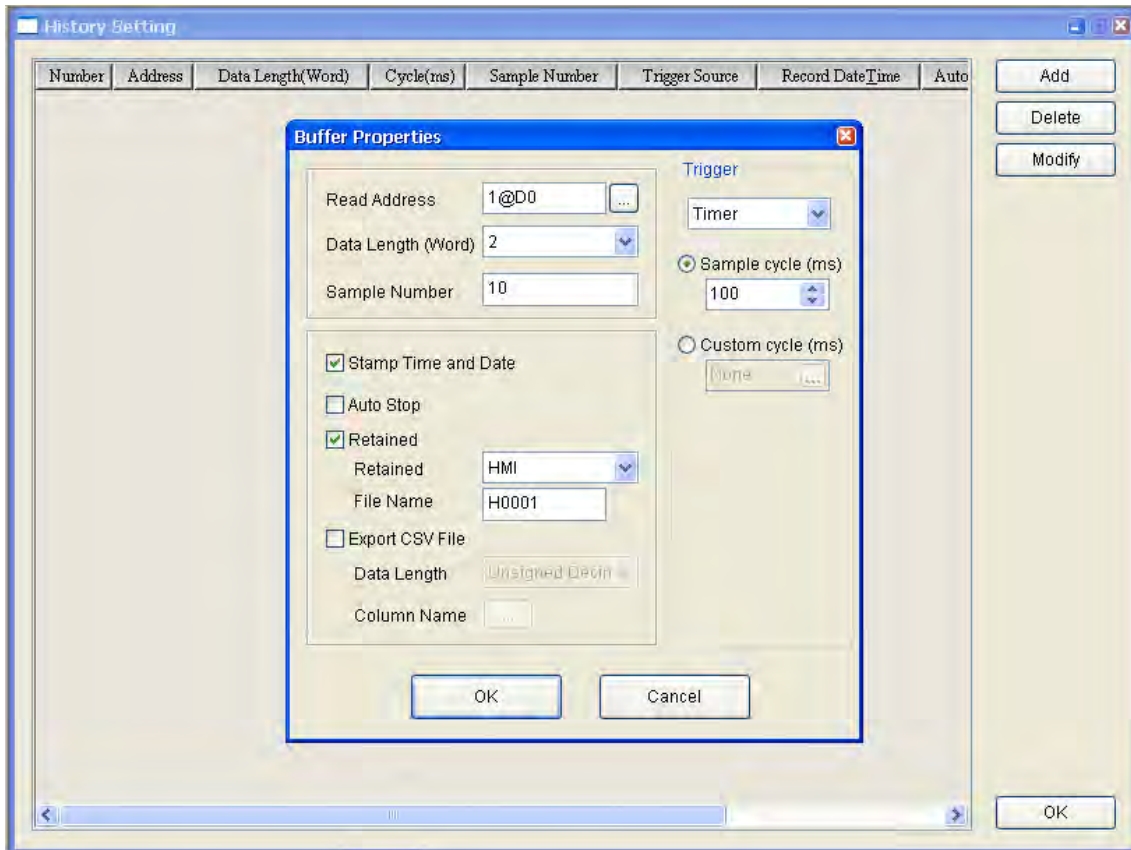 History Setting
Number Address Data Length(Word) Cycle(ms) Sample Number Trigger Source Record DateTime Auto
Add
Delete
Modify
Buffer Properties
Read Address 1@D0 ...
Data Length (Word) 2
Sample Number 10
Stamp Time and Date
Auto Stop
Retained
Retained HMI
File Name H0001
Export CSV File
Data Length Unsigned Decin
Column Name ...
Trigger
Timer
Sample cycle (ms)
100
Custom cycle (ms)
None ...
OK Cancel
OK